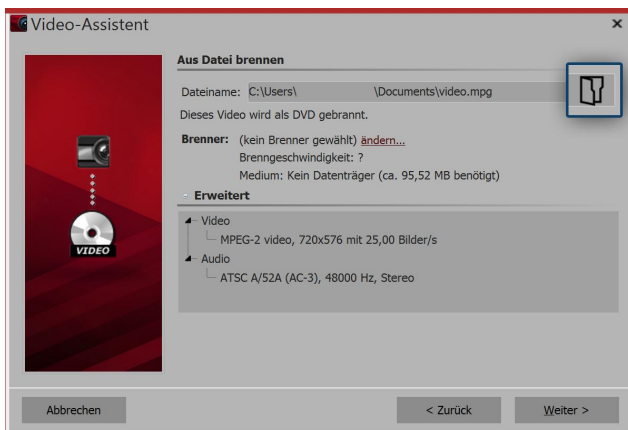 Video-Assistent
Aus Datei brennen
Dateiname: C:\Users\ \Documents\video.mpg
Dieses Video wird als DVD gebrannt.
Brenner: (kein Brenner gewählt) ändern...
Brenngeschwindigkeit: ?
Medium: Kein Datenträger (ca. 95,52 MB benötigt)
Erweitert
Video
MPEG-2 video, 720x576 mit 25,00 Bilder/s
Audio
ATSC A/52A (AC-3), 48000 Hz, Stereo
VIDEO
Abbrechen < Zurück Weiter >